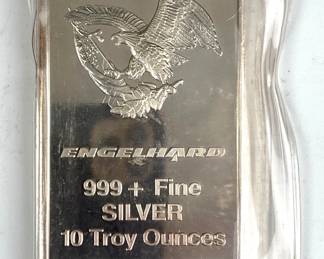 ENGELHARD
999 + Fine
SILVER
10 Troy Ounces